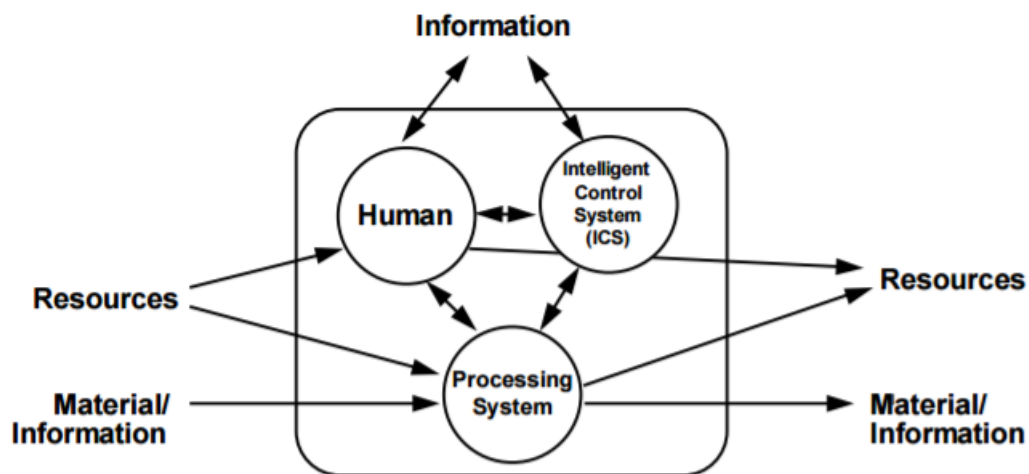 Information
Human
Intelligent
Control
System
(ICS)
Resources
Resources
Processing
System
Material/
Information
Material/
Information